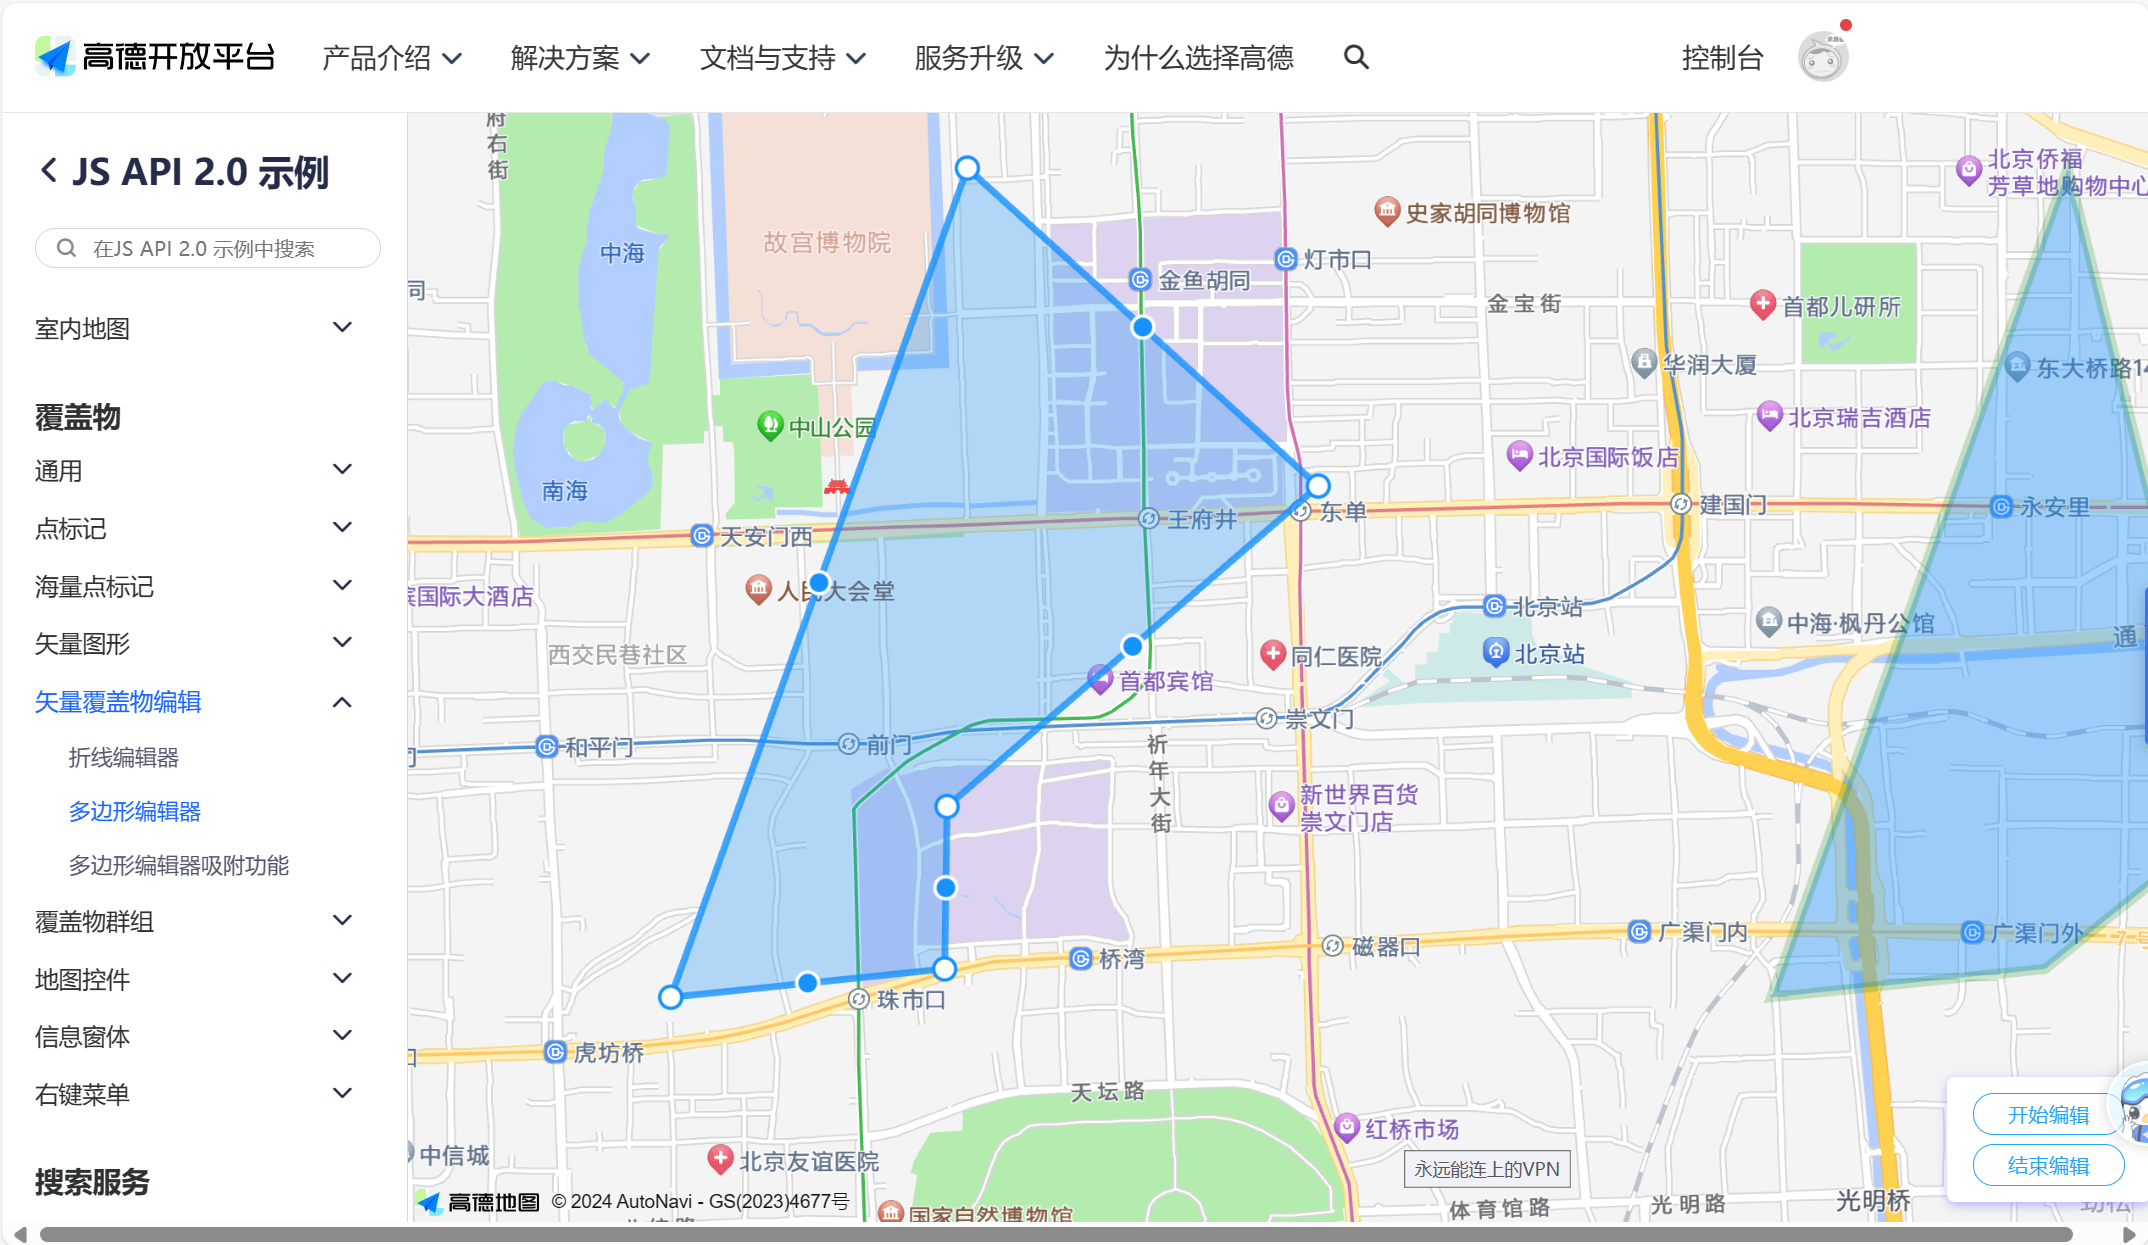 高德开放平台
产品介绍
解决方案
文档与支持
服务升级
为什么选择高德
控制台
JS API 2.0 示例
在JS API 2.0 示例中搜索
室内地图
覆盖物
通用
点标记
海量点标记
矢量图形
矢量覆盖物编辑
折线编辑器
多边形编辑器
多边形编辑器吸附功能
覆盖物群组
地图控件
信息窗体
右键菜单
搜索服务
府右街
中海
故宫博物院
史家胡同博物馆
北京侨福
芳草地购物中心
灯市口
金鱼胡同
金宝街
首都儿研所
华润大厦
东大桥路14
中山公园
北京瑞吉酒店
北京国际饭店
南海
王府井
东单
建国门
永安里
天安门西
人民大会堂
宾国际大酒店
北京站
中海·枫丹公馆
通
西交民巷社区
同仁医院
北京站
首都宾馆
崇文门
和平门
前门
祈年大街
新世界百货
崇文门店
广渠门内
广渠门外
7号
桥湾
磁器口
珠市口
虎坊桥
天坛路
红桥市场
中信城
北京友谊医院
永远能连上的VPN
开始编辑
结束编辑
高德地图
© 2024 AutoNavi - GS(2023)4677号
国家自然博物馆
体育馆路
光明路
光明桥
劲松